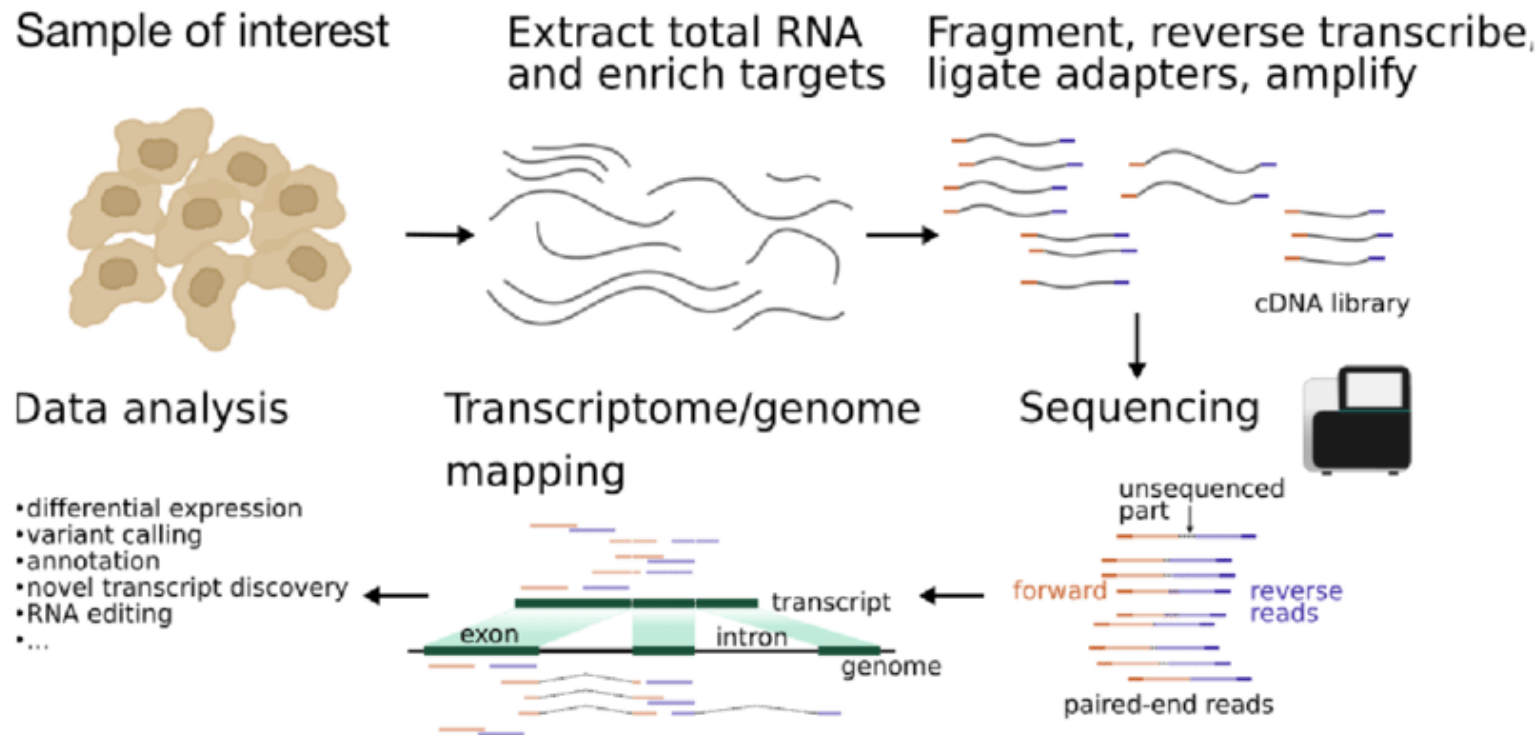 Sample of interest
Extract total RNA
and enrich targets
Fragment, reverse transcribe,
ligate adapters, amplify
cDNA library
Sequencing
unsequenced
part
forward
reverse
reads
paired-end reads
Transcriptome/genome
mapping
transcript
exon
intron
genome
Data analysis
•differential expression
•variant calling
•annotation
•novel transcript discovery
•RNA editing
•...